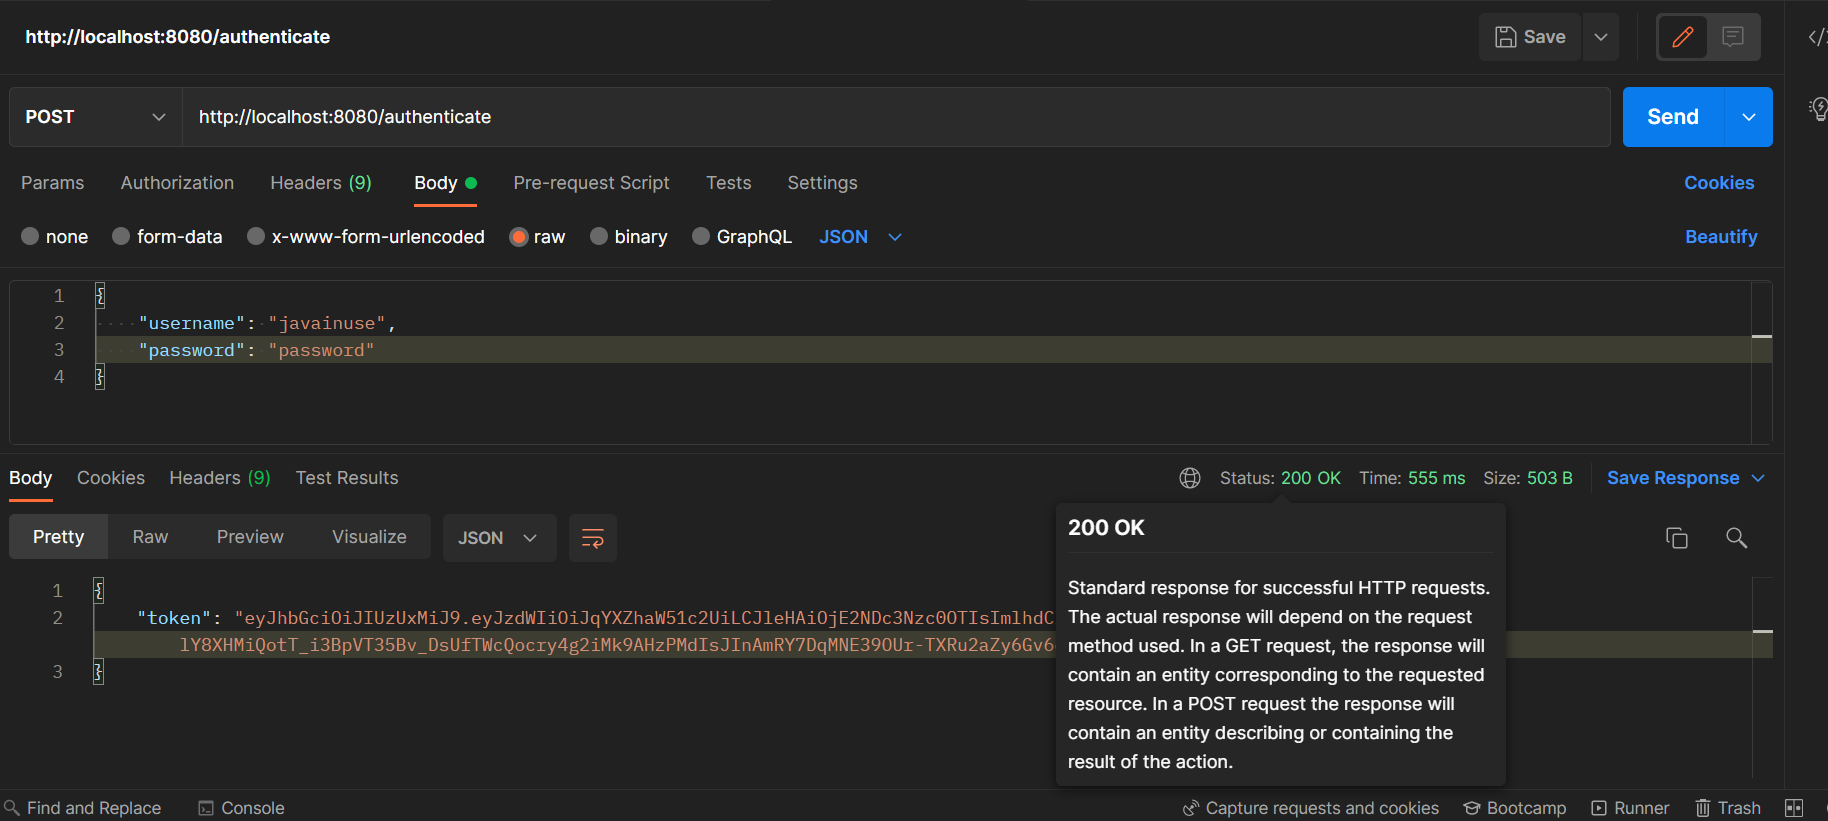 http://localhost:8080/authenticate
Save
POST
http://localhost:8080/authenticate
Send
Params Authorization Headers (9) Body Pre-request Script Tests Settings Cookies
none form-data x-www-form-urlencoded raw binary GraphQL JSON Beautify
1 {
2 "username": "javainuse",
3 "password": "password"
4 }
Body Cookies Headers (9) Test Results Status: 200 OK Time: 555 ms Size: 503 B Save Response
Pretty Raw Preview Visualize JSON
200 OK
Standard response for successful HTTP requests.
The actual response will depend on the request
method used. In a GET request, the response will
contain an entity corresponding to the requested
resource. In a POST request the response will
contain an entity describing or containing the
result of the action.
1 {
2 "token": "eyJhbGciOiJIUzUxMiJ9.eyJzdWIiOiJqYXZhaW51c2UiLCJleHAiOjE2NDc3Nzc0OTIsImlhdC
lY8XHMiQotT_i3BpVT35Bv_DsUfTWcQocry4g2iMk9AHzPMdIsJInAmRY7DqMNE39OUr-TXRu2aZy6Gv6
3 }
Find and Replace Console Capture requests and cookies Bootcamp Runner Trash